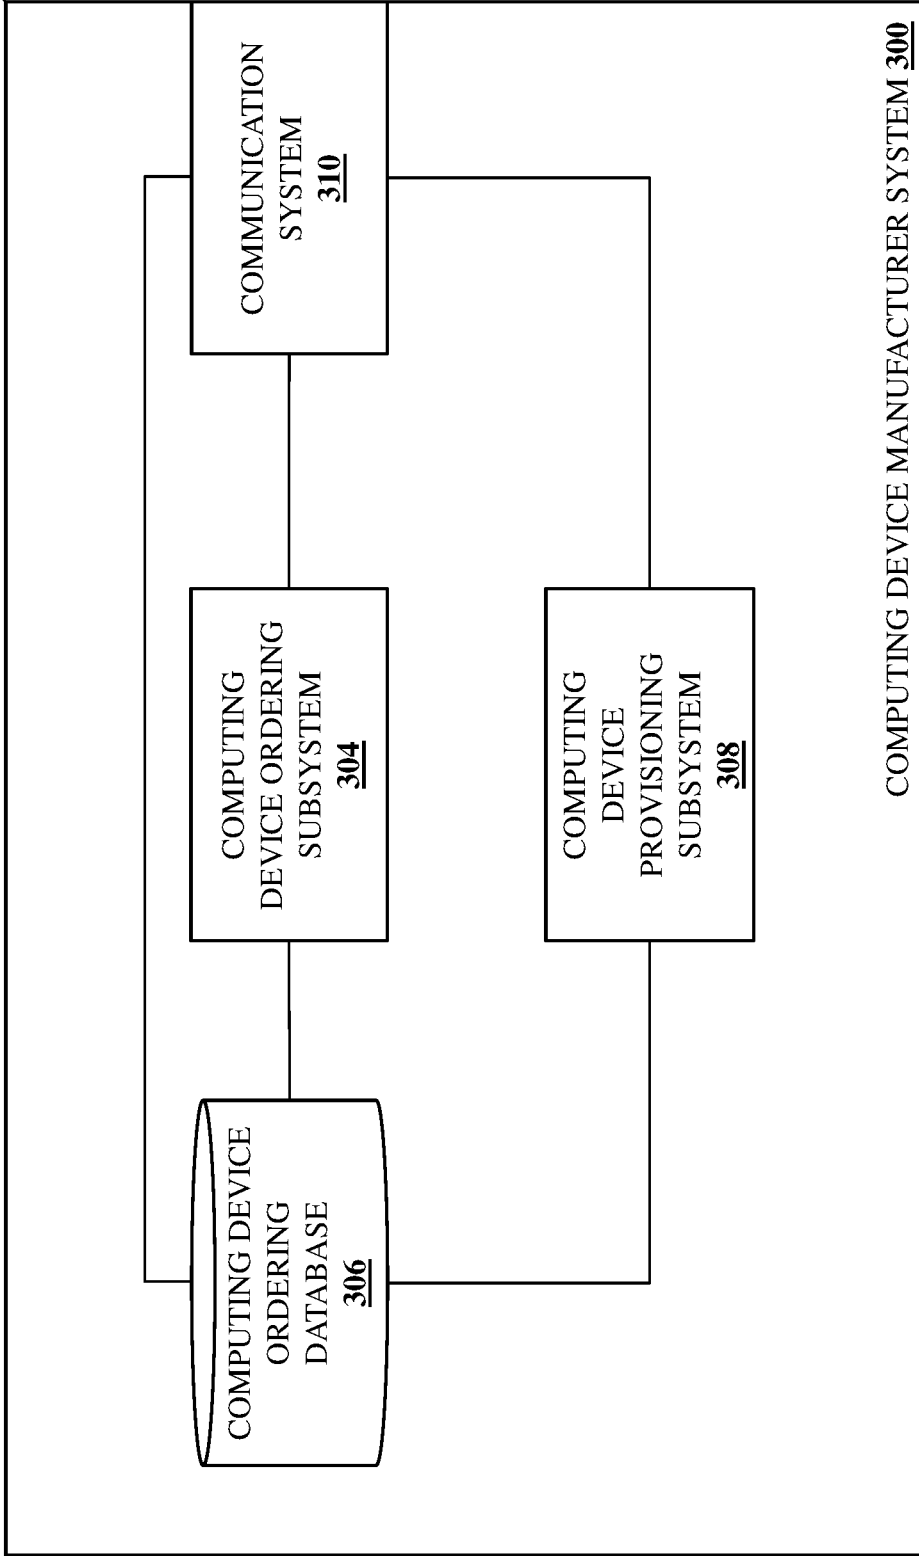 COMPUTING DEVICE
ORDERING
DATABASE
306
COMPUTING
DEVICE ORDERING
SUBSYSTEM
304
COMMUNICATION
SYSTEM
310
COMPUTING
DEVICE
PROVISIONING
SUBSYSTEM
308
COMPUTING DEVICE MANUFACTURER SYSTEM 300